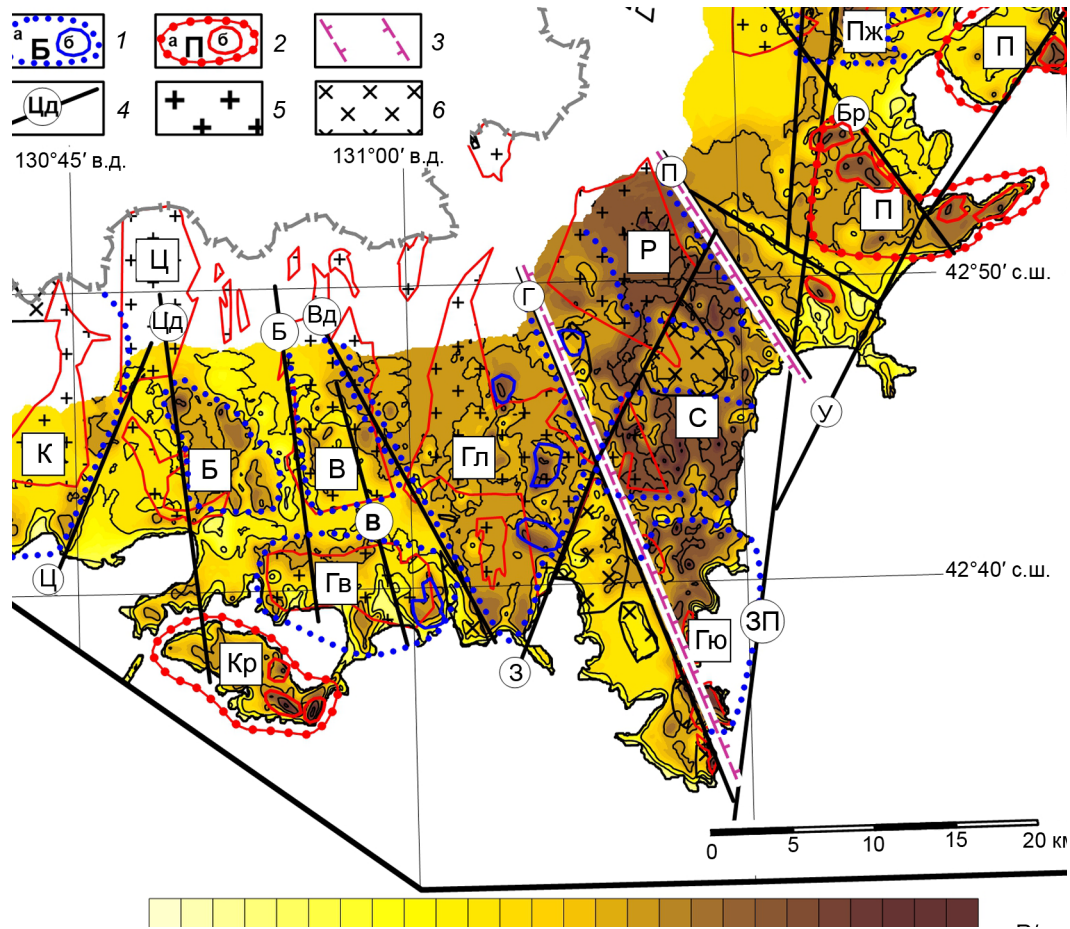 а Б б 1
а П б 2
3
Цд 4
5
6
130°45′ в.д.
131°00′ в.д.
Пж
П
Бр
П
П
Р
42°50′ с.ш.
Ц
Цд
Б
Вд
Г
У
К
Б
В
Гл
С
В
Ц
Гв
42°40′ с.ш.
ЗП
Гю
Кр
З
0 5 10 15 20 км